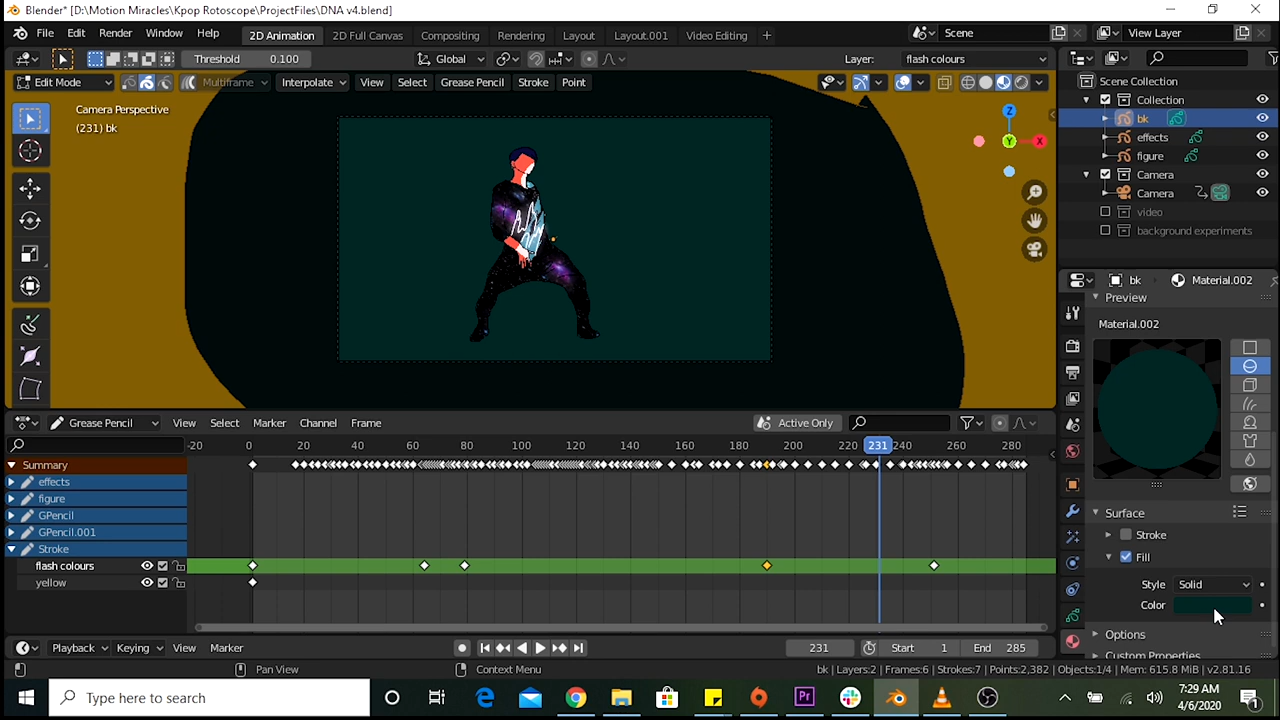 Blender* [D:\Motion Miracles\Kpop Rotoscope\ProjectFiles\DNA v4.blend]
File Edit Render Window Help 2D Animation 2D Full Canvas Compositing Rendering Layout Layout.001 Video Editing + Scene View Layer
Threshold 0.100 Global Layer: flash colours
Edit Mode Multiframe Interpolate View Select Grease Pencil Stroke Point
Scene Collection
Collection
bk
effects
figure
Camera
Camera
video
background experiments
Camera Perspective
(231) bk
Z
Y
X
bk Material.002
Preview
Material.002
Surface
Stroke
Fill
Style Solid
Color
Options
Custom Properties
Grease Pencil View Select Marker Channel Frame Active Only
-20 0 20 40 60 80 100 120 140 160 180 200 220 231 240 260 280
Summary
effects
figure
GPencil
GPencil.001
Stroke
flash colours
yellow
Playback Keying View Marker 231 Start 1 End 285
Pan View Context Menu bk | Layers:2 | Frames:6 | Strokes:7 | Points:2,382 | Objects:1/4 | Mem: 615.8 MiB | v2.81.16
Type here to search
7:29 AM
4/6/2020